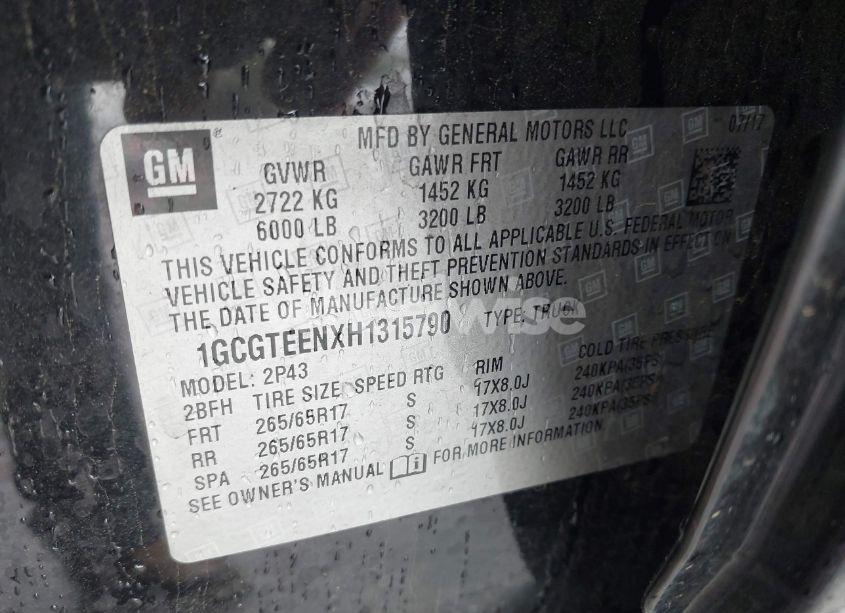 GM
MFD BY GENERAL MOTORS LLC 07/17
GVWR GAWR FRT GAWR RR
2722 KG 1452 KG 1452 KG
6000 LB 3200 LB 3200 LB
THIS VEHICLE CONFORMS TO ALL APPLICABLE U.S. FEDERAL MOTOR
VEHICLE SAFETY AND THEFT PREVENTION STANDARDS IN EFFECT ON
THE DATE OF MANUFACTURE SHOWN ABOVE.
1GCGTEENXH1315790 TYPE: TRUCK
MODEL: 2P43 COLD TIRE PRESSURE
2BFH TIRE SIZE SPEED RTG RIM
FRT 265/65R17 S 17X8.0J 240KPA(35PSI)
RR 265/65R17 S 17X8.0J 240KPA(35PSI)
SPA 265/65R17 S 17X8.0J 240KPA(35PSI)
SEE OWNER'S MANUAL FOR MORE INFORMATION.